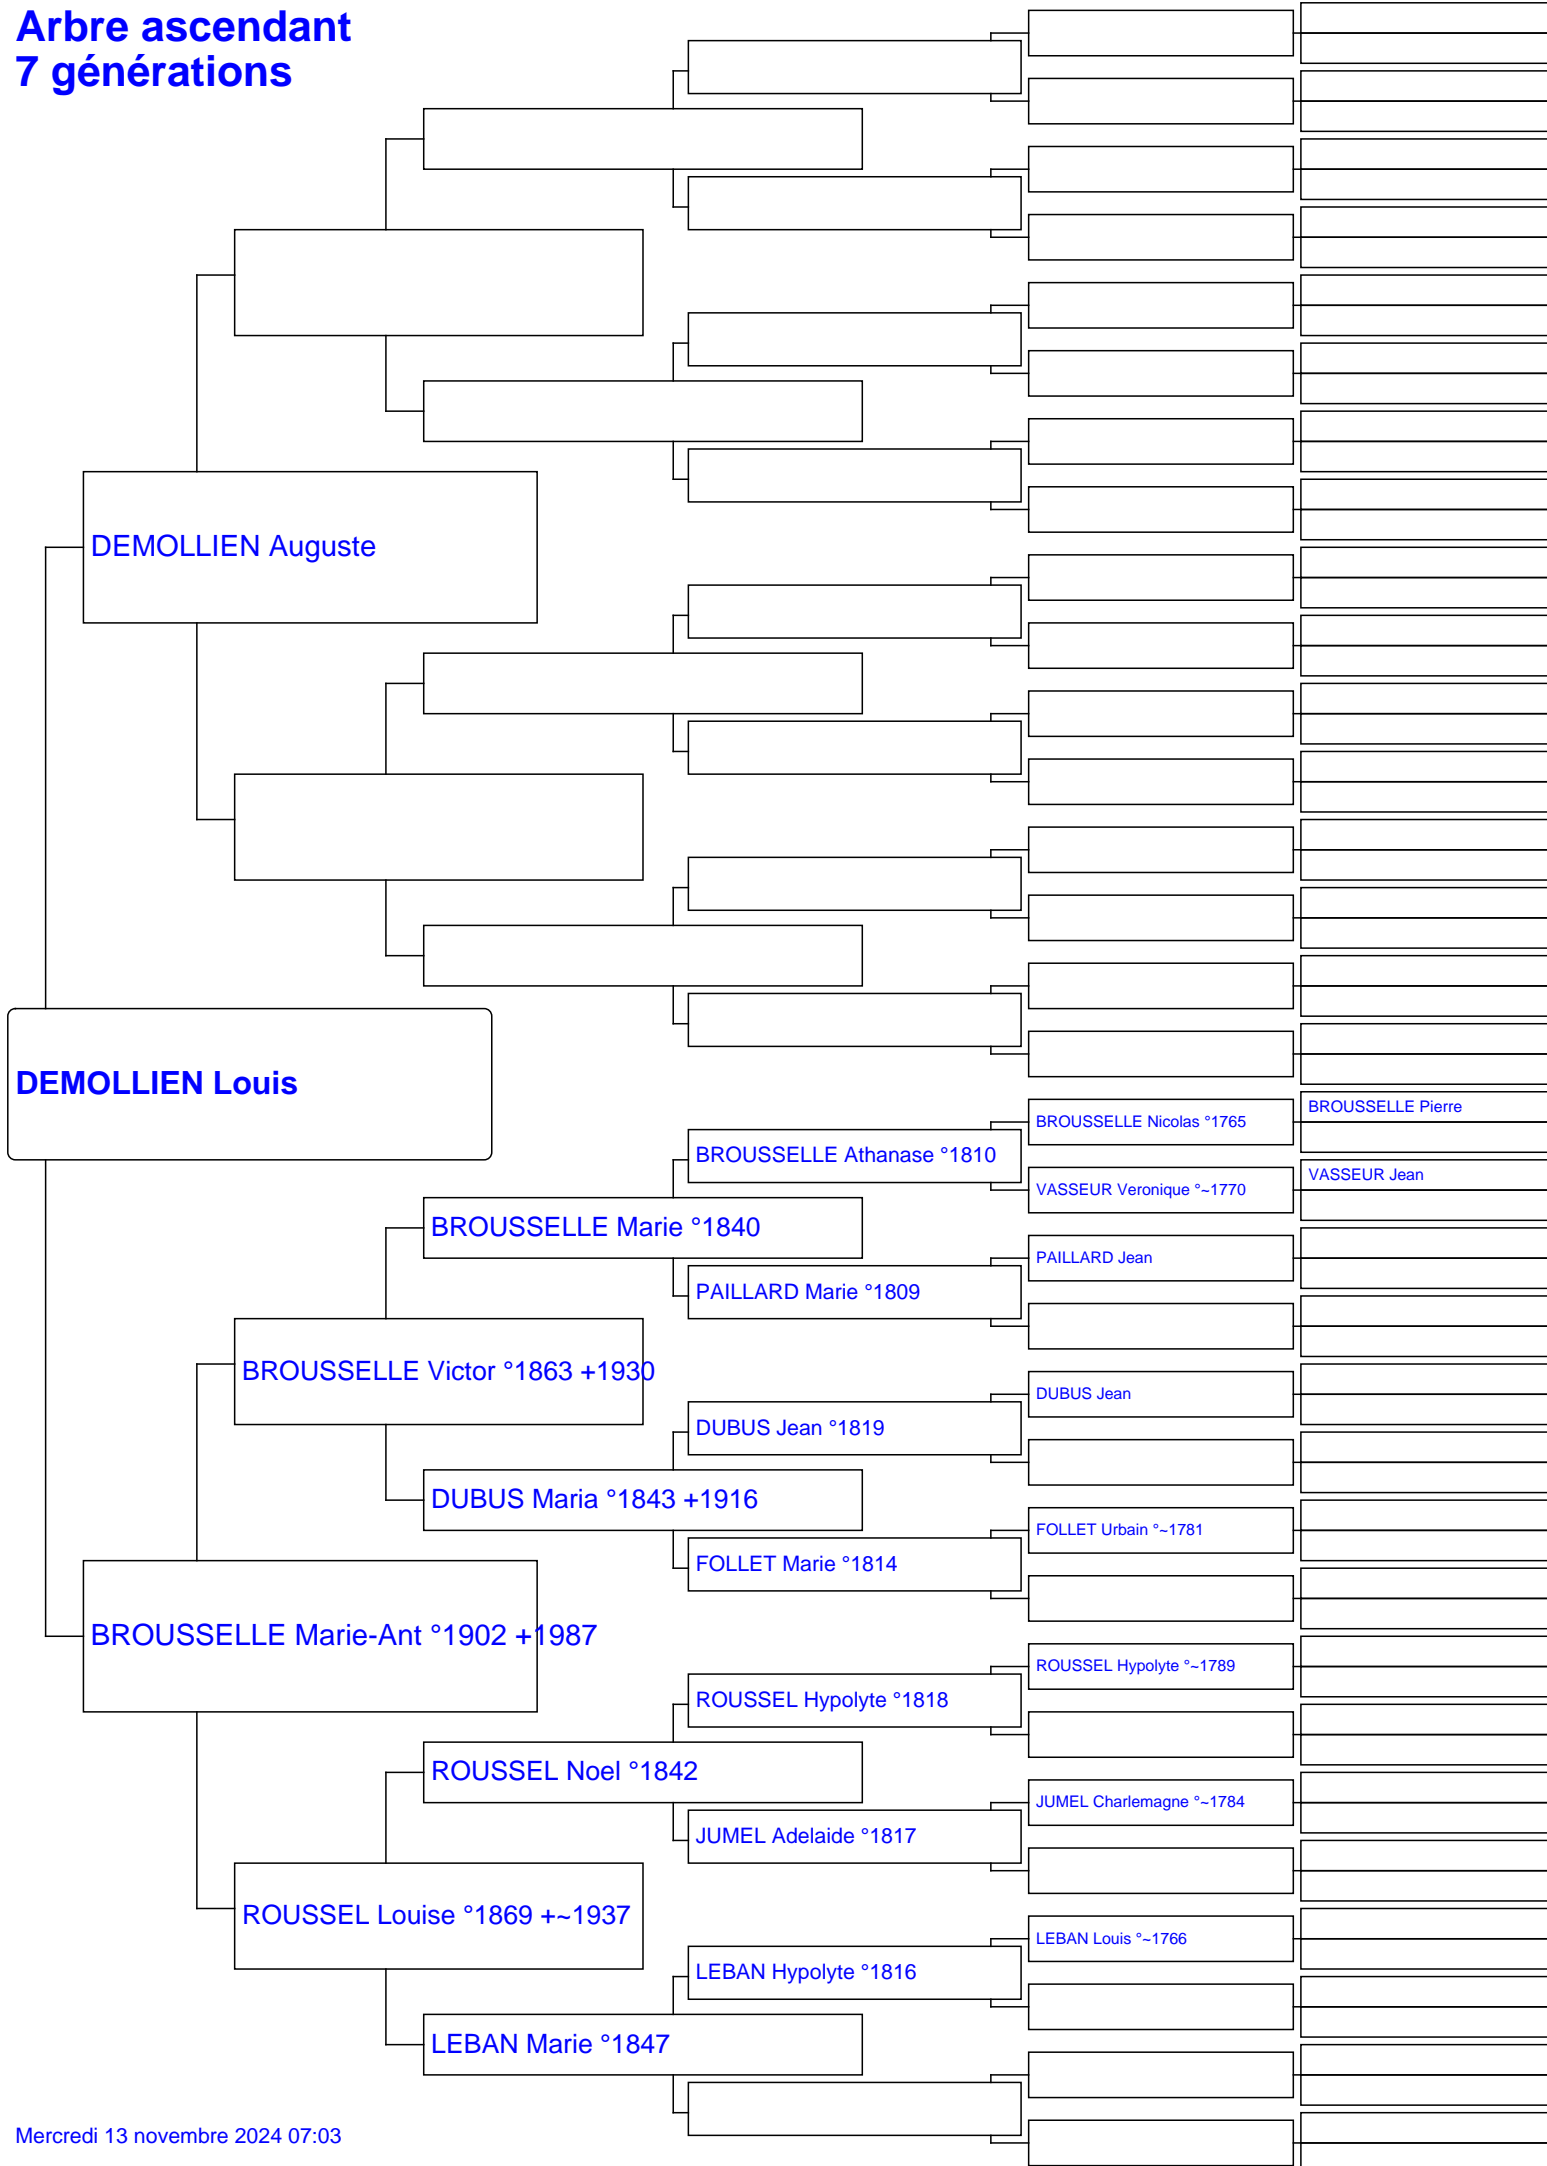 Arbre ascendant
7 générations
DEMOLLIEN Auguste
DEMOLLIEN Louis
BROUSSELLE Nicolas °1765
BROUSSELLE Pierre
BROUSSELLE Athanase °1810
VASSEUR Veronique °~1770
VASSEUR Jean
BROUSSELLE Marie °1840
PAILLARD Jean
PAILLARD Marie °1809
BROUSSELLE Victor °1863 +1930
DUBUS Jean
DUBUS Jean °1819
DUBUS Maria °1843 +1916
FOLLET Urbain °~1781
FOLLET Marie °1814
BROUSSELLE Marie-Ant °1902 +1987
ROUSSEL Hypolyte °~1789
ROUSSEL Hypolyte °1818
ROUSSEL Noel °1842
JUMEL Charlemagne °~1784
JUMEL Adelaide °1817
ROUSSEL Louise °1869 +~1937
LEBAN Louis °~1766
LEBAN Hypolyte °1816
LEBAN Marie °1847
Mercredi 13 novembre 2024 07:03